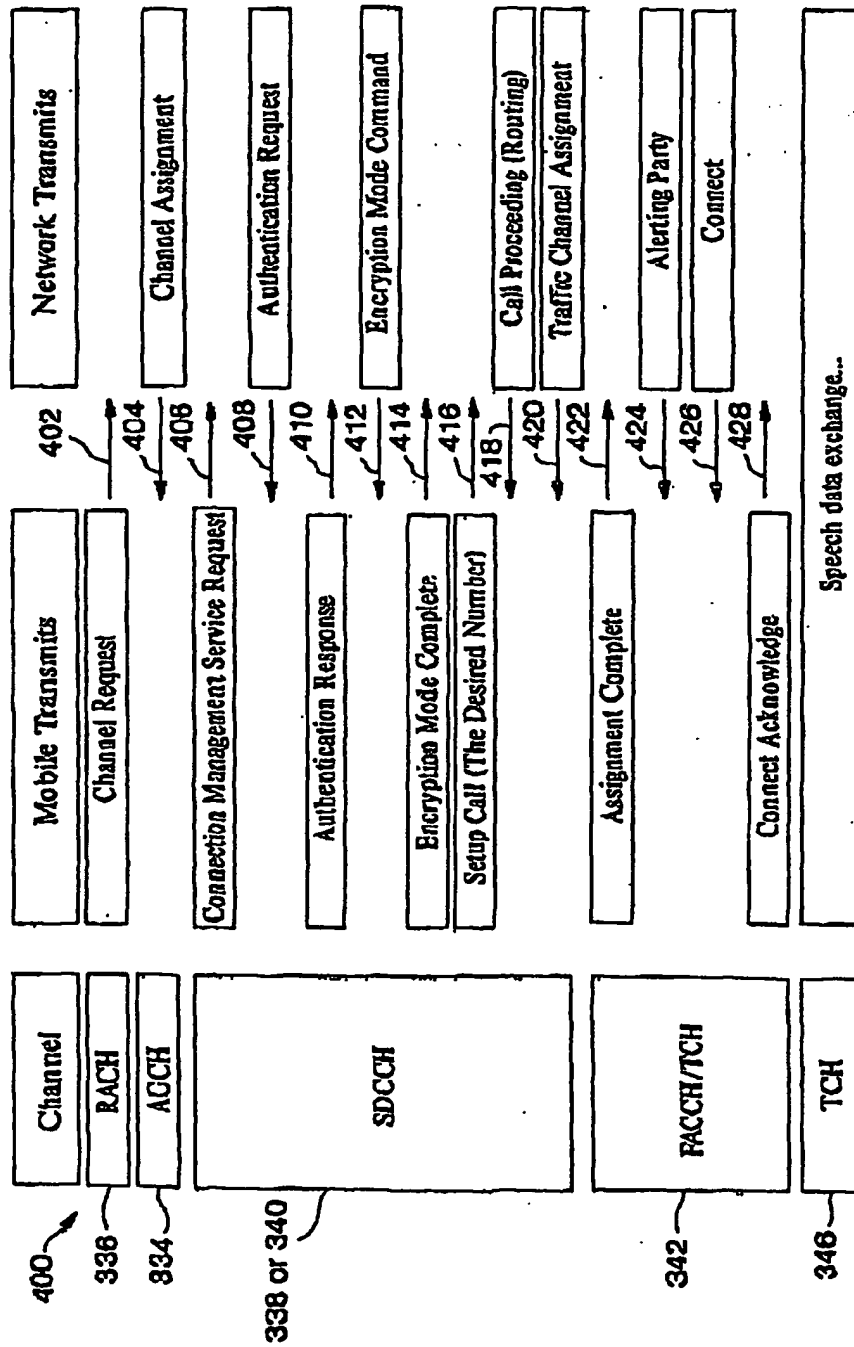 400
Channel
Mobile Transmits
Network Transmits
336
RACH
Channel Request
402
334
AGCH
404
Channel Assignment
338 or 340
SDCCH
Connection Management Service Request
406
408
Authentication Request
Authentication Response
410
412
Encryption Mode Command
Encryption Mode Complete
414
Setup Call (The Desired Number)
416
418
Call Proceeding (Routing)
420
Traffic Channel Assignment
342
FACCH/TCH
Assignment Complete
422
424
Alerting Party
426
Connect
Connect Acknowledge
428
346
TCH
Speech data exchange...